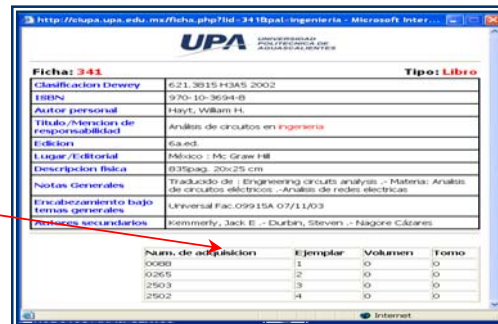 http://ciupa.upa.edu.mx/ficha.php?Iid=341&pal=ingenieria - Microsoft Inter...
UPA UNIVERSIDAD POLITECNICA DE AGUASCALIENTES
Ficha: 341 Tipo: Libro
Clasificacion Dewey 621.3815 H3A5 2002
ISBN 970-10-3694-8
Autor personal Hayt, William H.
Titulo/Mencion de responsabilidad Análisis de circuitos en ingenieria
Edicion 6a.ed.
Lugar/Editorial México : Mc Graw Hill
Descripcion fisica 835pag. 20x25 cm
Notas Generales Traducido de : Engineering circuits analysis .- Materia: Analisis de circuitos eléctricos .-Analisis de redes electricas
Encabezamiento bajo temas generales Universal Fac.09915A 07/11/03
Autores secundarios Kemmerly, Jack E .- Durbin, Steven .- Nagore Cázares
Num. de adquisicion Ejemplar Volumen Tomo
0088 1 0 0
0265 2 0 0
2503 3 0 0
2502 4 0 0
Internet